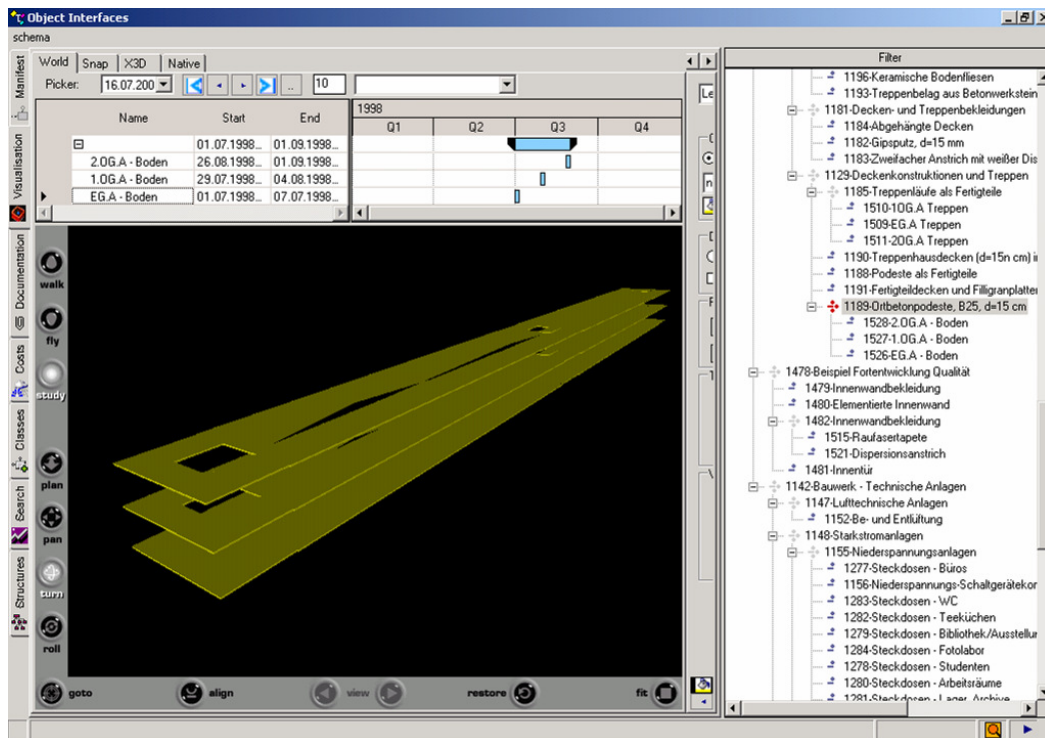 Object Interfaces
schema
Manifest
Visualisation
Documentation
Costs
Classes
Search
Structures
World Snap X3D Native
Picker: 16.07.200 .. 10
Name Start End
1998
Q1 Q2 Q3 Q4
01.07.1998... 01.09.1998...
2.OG.A - Boden 26.08.1998... 01.09.1998...
1.OG.A - Boden 29.07.1998... 04.08.1998...
EG.A - Boden 01.07.1998... 07.07.1998...
walk
fly
study
plan
pan
turn
roll
goto align view restore fit
Le
Filter
1196-Keramische Bodenfliesen
1193-Treppenbelag aus Betonwerkstein
1181-Decken- und Treppenbekleidungen
1184-Abgehängte Decken
1182-Gipsputz, d=15 mm
1183-Zweifacher Anstrich mit weißer Dis
1129-Deckenkonstruktionen und Treppen
1185-Treppenläufe als Fertigteile
1510-1OG.A Treppen
1509-EG.A Treppen
1511-2OG.A Treppen
1190-Treppenhausdecken (d=15n cm) i
1188-Podeste als Fertigteile
1191-Fertigteildecken und Filligranplatter
1189-Ortbetonpodeste, B25, d=15 cm
1528-2.OG.A - Boden
1527-1.OG.A - Boden
1526-EG.A - Boden
1478-Beispiel Fortentwicklung Qualität
1479-Innenwandbekleidung
1480-Elementierte Innenwand
1482-Innenwandbekleidung
1515-Raufasertapete
1521-Dispersionsanstrich
1481-Innentür
1142-Bauwerk - Technische Anlagen
1147-Lufttechnische Anlagen
1152-Be- und Entlüftung
1148-Starkstromanlagen
1155-Niederspannungsanlagen
1277-Steckdosen - Büros
1156-Niederspannungs-Schaltgerätekor
1283-Steckdosen - WC
1282-Steckdosen - Teeküchen
1279-Steckdosen - Bibliothek/Ausstellu
1284-Steckdosen - Fotolabor
1278-Steckdosen - Studenten
1280-Steckdosen - Arbeitsräume
1281-Steckdosen - Lager, Archive